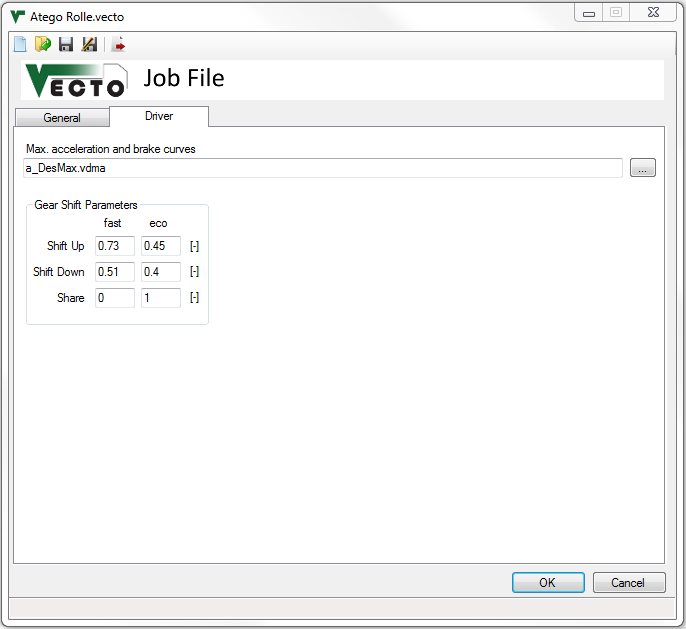 Atego Rolle.vecto
VECTO Job File
General Driver
Max. acceleration and brake curves
a_DesMax.vdma ...
Gear Shift Parameters
fast eco
Shift Up 0.73 0.45 [-]
Shift Down 0.51 0.4 [-]
Share 0 1 [-]
OK Cancel